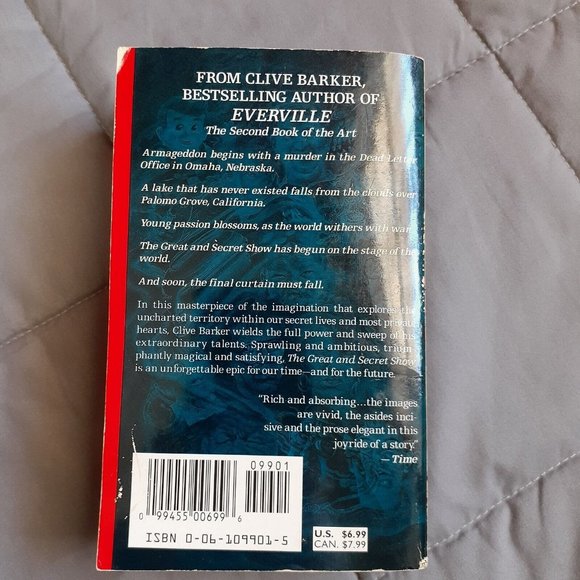 FROM CLIVE BARKER,
BESTSELLING AUTHOR OF
EVERVILLE
The Second Book of the Art
Armageddon begins with a murder in the Dead Letter
Office in Omaha, Nebraska.
A lake that has never existed falls from the clouds over
Palomo Grove, California.
Young passion blossoms, as the world withers with war.
The Great and Secret Show has begun on the stage of the
world.
And soon, the final curtain must fall.
In this masterpiece of the imagination that explores the
uncharted territory within our secret lives and most private
hearts, Clive Barker wields the full power and sweep of his
extraordinary talents. Sprawling and ambitious, trium-
phantly magical and satisfying, The Great and Secret Show
is an unforgettable epic for our time—and for the future.
"Rich and absorbing...the images
are vivid, the asides inci-
sive and the prose elegant in this
joyride of a story."
—Time
09901
0 99455 00699 6
ISBN 0-06-109901-5
U.S. $6.99
CAN. $7.99